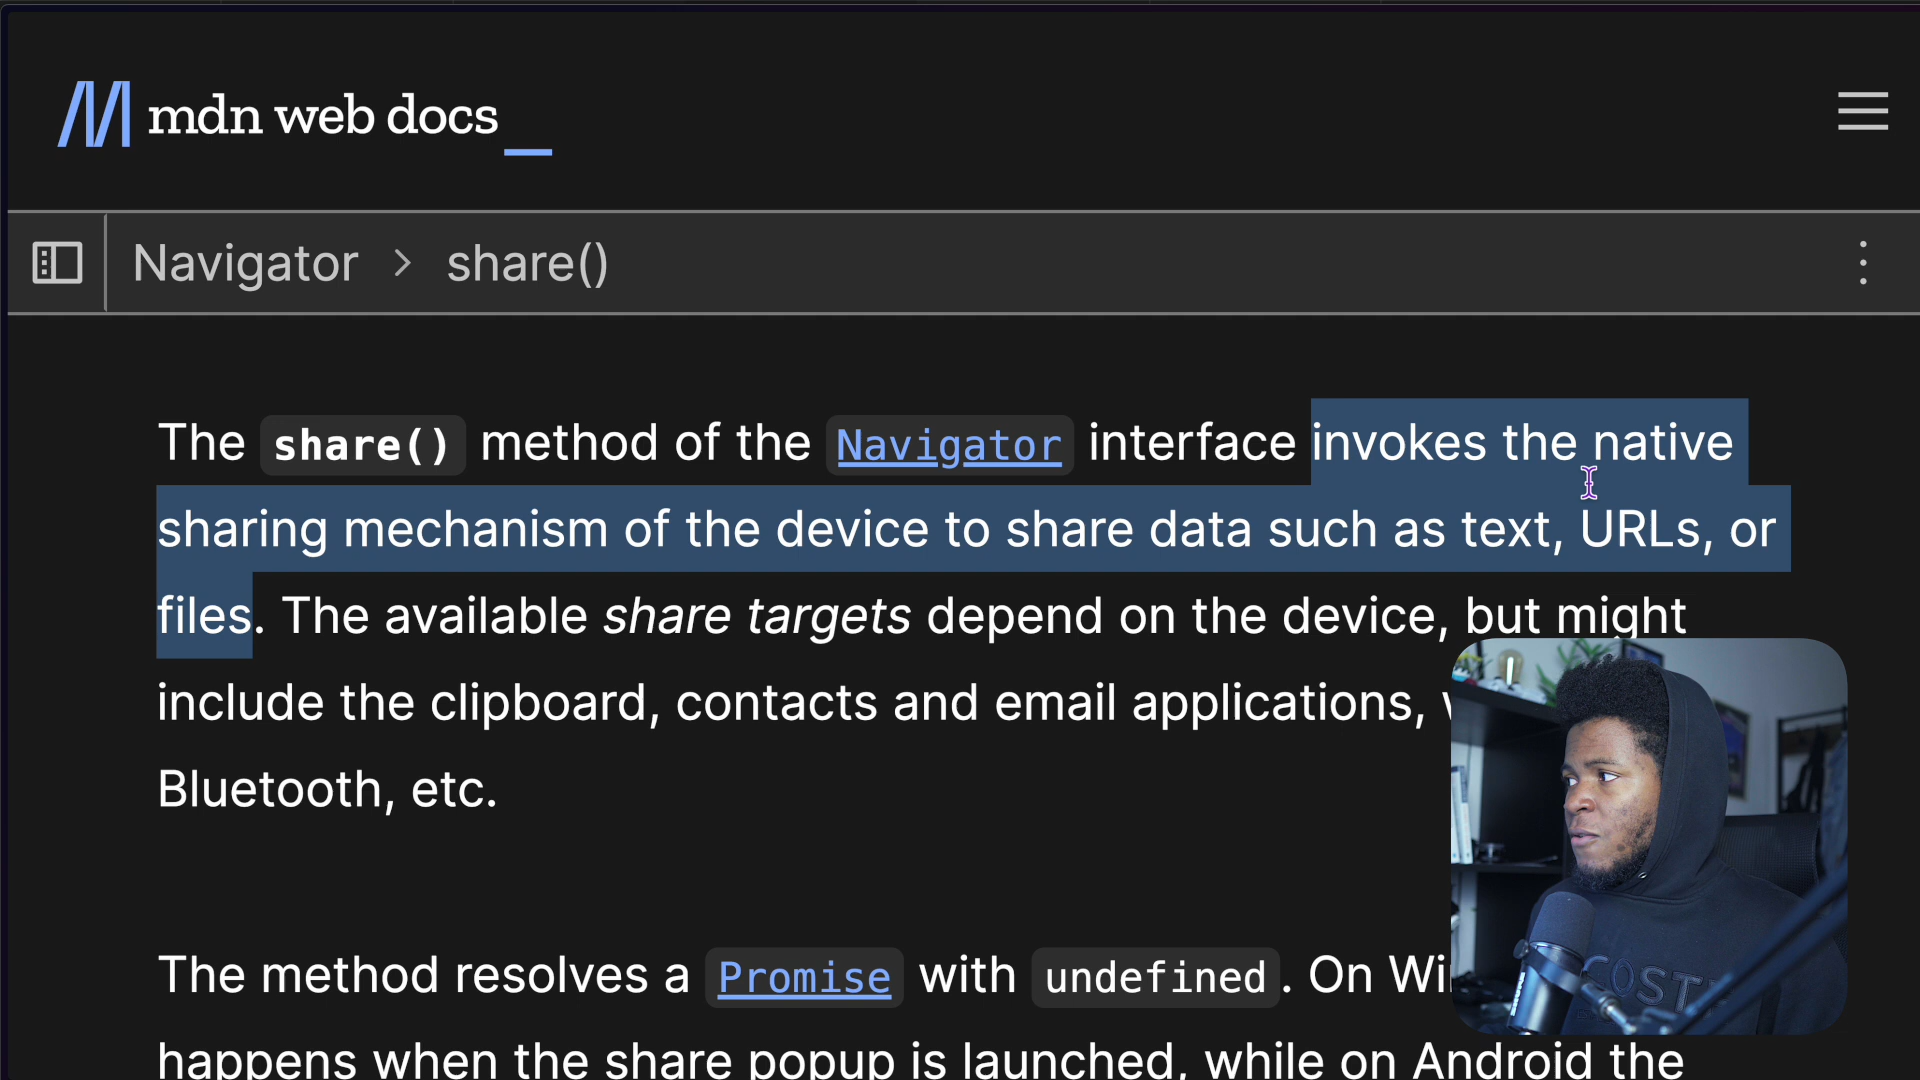 mdn web docs
Navigator > share()
The share() method of the Navigator interface invokes the native
sharing mechanism of the device to share data such as text, URLs, or
files. The available share targets depend on the device, but might
include the clipboard, contacts and email applications,
Bluetooth, etc.
The method resolves a Promise with undefined. On
happens when the share popup is launched, while on Android the